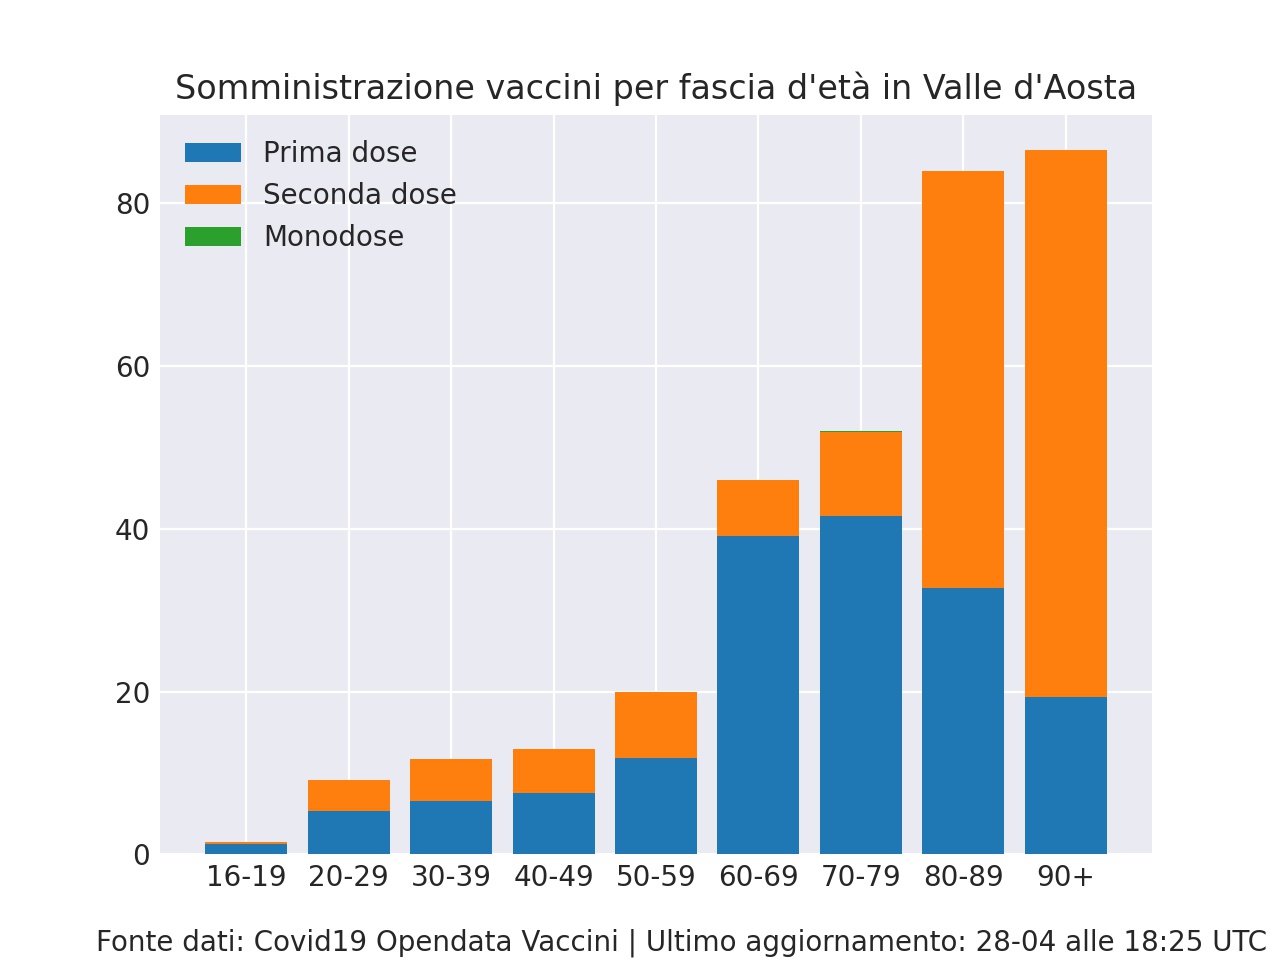 Somministrazione vaccini per fascia d'età in Valle d'Aosta
Prima dose
Seconda dose
Monodose
80
60
40
20
0
16-19 20-29 30-39 40-49 50-59 60-69 70-79 80-89 90+
Fonte dati: Covid19 Opendata Vaccini | Ultimo aggiornamento: 28-04 alle 18:25 UTC